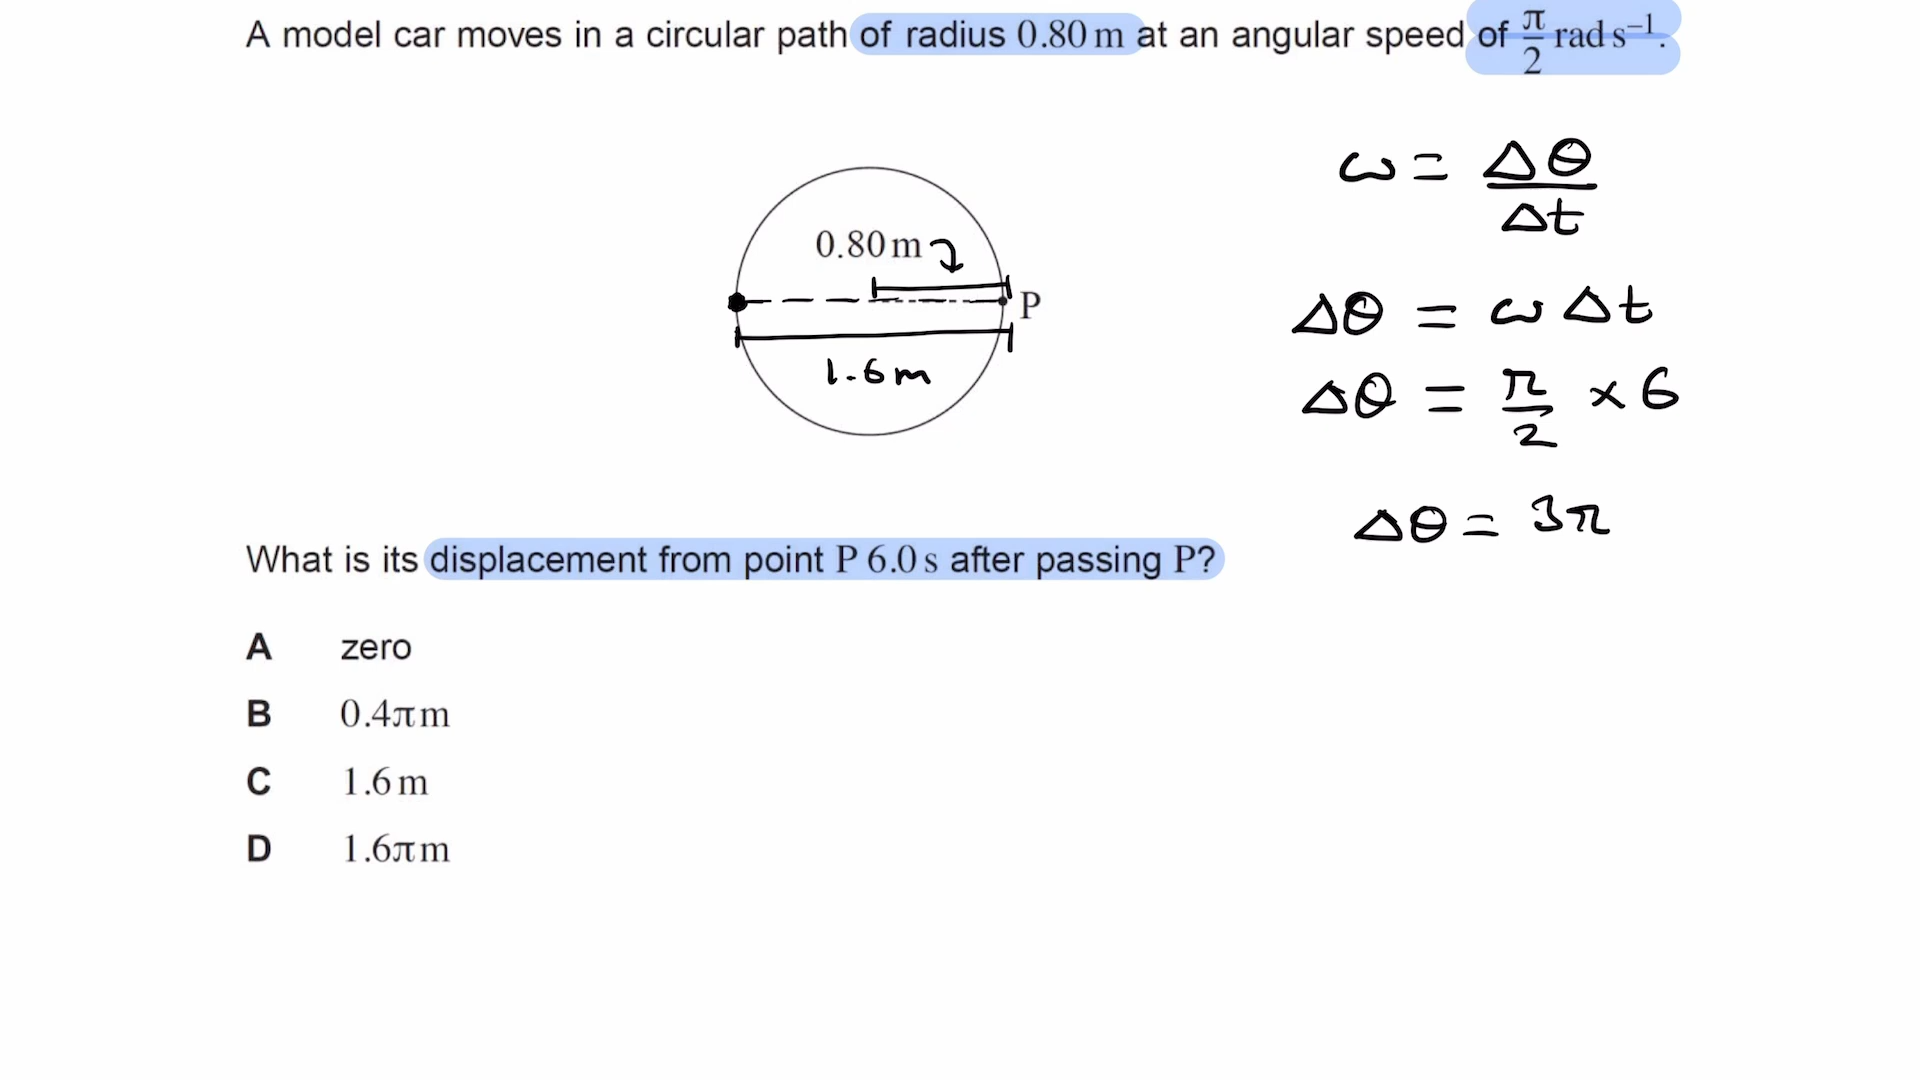 A model car moves in a circular path of radius 0.80 m at an angular speed of π/2 rad s⁻¹.
ω = Δθ/Δt
0.80 m
P
Δθ = ω Δt
1.6 m
Δθ = π/2 × 6
Δθ = 3π
What is its displacement from point P 6.0 s after passing P?
A zero
B 0.4π m
C 1.6 m
D 1.6π m